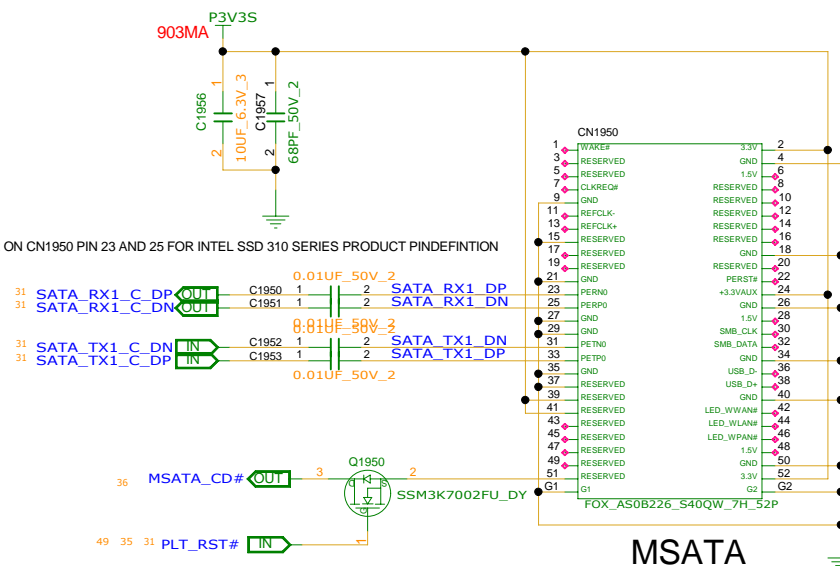 P3V3S
903MA
C1956
1
2
10UF_6.3V_3
C1957
1
2
68PF_50V_2
ON CN1950 PIN 23 AND 25 FOR INTEL SSD 310 SERIES PRODUCT PINDEFINTION
31 SATA_RX1_C_DP OUT C1950 1 2 SATA_RX1_DP
0.01UF_50V_2
31 SATA_RX1_C_DN OUT C1951 1 2 SATA_RX1_DN
0.01UF_50V_2
0.01UF_50V_2
31 SATA_TX1_C_DN IN C1952 1 2 SATA_TX1_DN
31 SATA_TX1_C_DP IN C1953 1 2 SATA_TX1_DP
0.01UF_50V_2
36 MSATA_CD# OUT 3 Q1950 2
D S
G
SSM3K7002FU_DY
1
49 35 31 PLT_RST# IN
CN1950
1 WAKE# 3.3V 2
3 RESERVED GND 4
5 RESERVED 1.5V 6
7 CLKREQ# RESERVED 8
9 GND RESERVED 10
11 REFCLK- RESERVED 12
13 REFCLK+ RESERVED 14
15 RESERVED RESERVED 16
17 RESERVED GND 18
19 RESERVED RESERVED 20
21 GND PERST# 22
23 PERN0 +3.3VAUX 24
25 PERP0 GND 26
27 GND 1.5V 28
29 GND SMB_CLK 30
31 PETN0 SMB_DATA 32
33 PETP0 GND 34
35 GND USB_D- 36
37 RESERVED USB_D+ 38
39 RESERVED GND 40
41 RESERVED LED_WWAN# 42
43 RESERVED LED_WLAN# 44
45 RESERVED LED_WPAN# 46
47 RESERVED 1.5V 48
49 RESERVED GND 50
51 RESERVED 3.3V 52
G1 G1 G2 G2
FOX_AS0B226_S40QW_7H_52P
MSATA